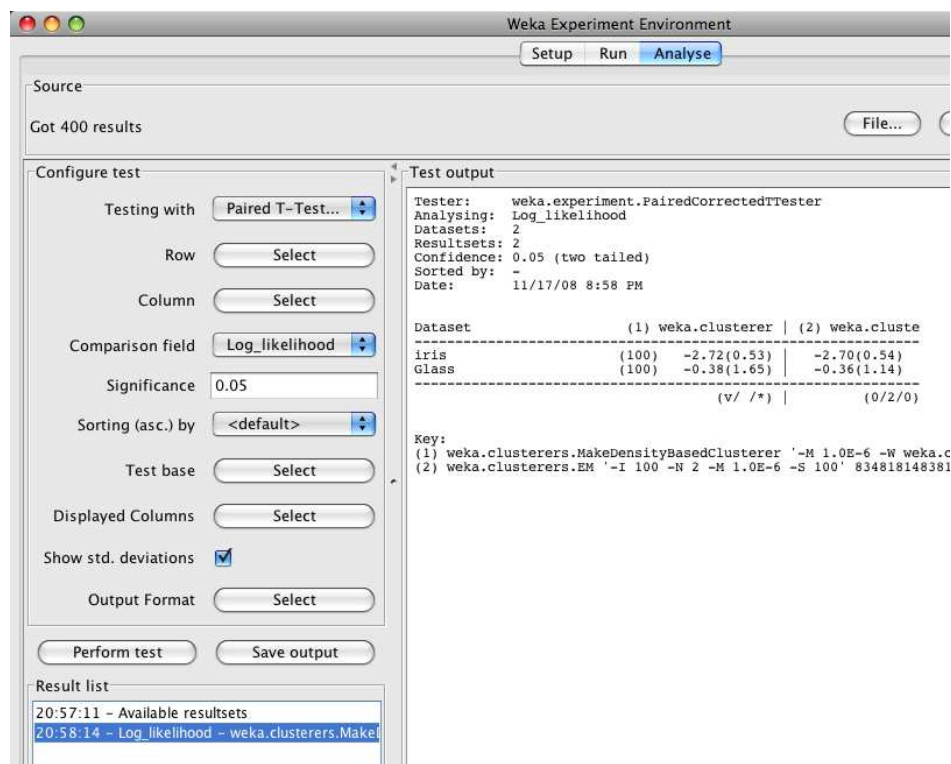 Weka Experiment Environment
Setup Run Analyse
Source
Got 400 results
File...
Configure test
Testing with Paired T-Test...
Row Select
Column Select
Comparison field Log_likelihood
Significance 0.05
Sorting (asc.) by <default>
Test base Select
Displayed Columns Select
Show std. deviations
Output Format Select
Perform test Save output
Result list
20:57:11 - Available resultsets
20:58:14 - Log_likelihood - weka.clusterers.Make
Test output
Tester: weka.experiment.PairedCorrectedTTester
Analysing: Log_likelihood
Datasets: 2
Resultsets: 2
Confidence: 0.05 (two tailed)
Sorted by: -
Date: 11/17/08 8:58 PM
Dataset (1) weka.clusterer | (2) weka.cluste
----------------------------------------------------------------
iris (100) -2.72(0.53) | -2.70(0.54)
Glass (100) -0.38(1.65) | -0.36(1.14)
----------------------------------------------------------------
(v/ /*) | (0/2/0)
Key:
(1) weka.clusterers.MakeDensityBasedClusterer '-M 1.0E-6 -W weka.c
(2) weka.clusterers.EM '-I 100 -N 2 -M 1.0E-6 -S 100' 834818148381